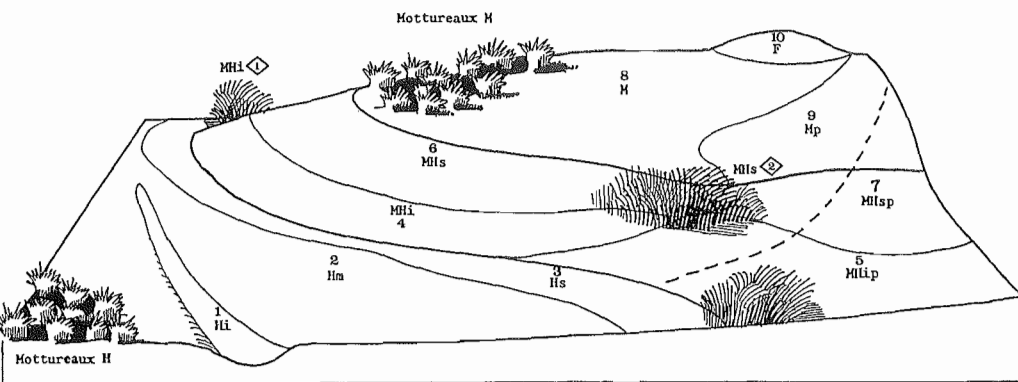 Mottureaux M
10
F
MHi 1
8
M
9
Mp
6
MHs
MHs 2
7
MHsp
MHi
4
2
Hm
3
Hs
5
MHip
1
Hi
Mottureaux H